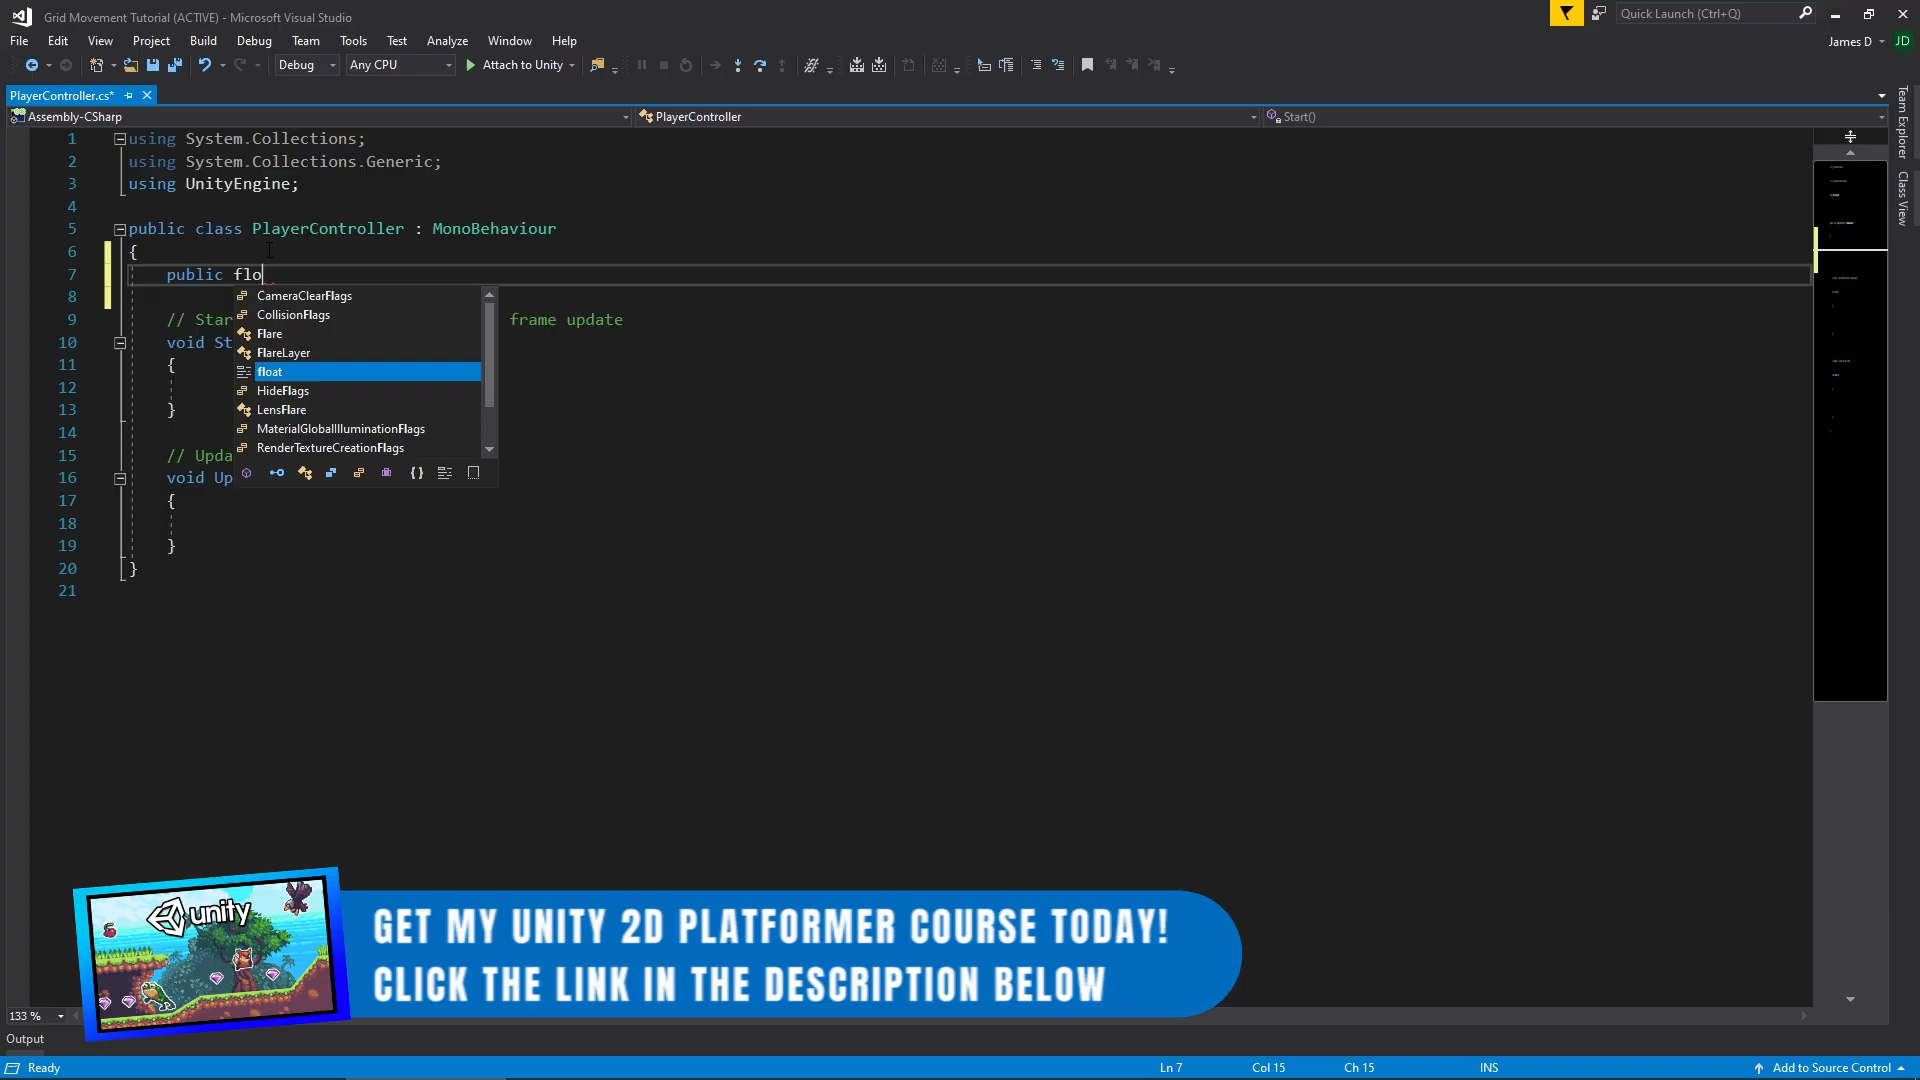 Grid Movement Tutorial (ACTIVE) - Microsoft Visual Studio
Quick Launch (Ctrl+Q)
File Edit View Project Build Debug Team Tools Test Analyze Window Help
James D JD
Debug Any CPU Attach to Unity
PlayerController.cs*
Assembly-CSharp PlayerController Start()
Team Explorer
Class View
1 using System.Collections;
2 using System.Collections.Generic;
3 using UnityEngine;
4
5 public class PlayerController : MonoBehaviour
6 {
7 public flo
8
CameraClearFlags
CollisionFlags
9 // Star frame update
Flare
10 void St
FlareLayer
11 {
float
12
HideFlags
13 }
LensFlare
14
MaterialGlobalIlluminationFlags
RenderTextureCreationFlags
15 // Upda
16 void Up
17 {
18
19 }
20 }
21
unity
GET MY UNITY 2D PLATFORMER COURSE TODAY!
CLICK THE LINK IN THE DESCRIPTION BELOW
133 %
Output
Ready Ln 7 Col 15 Ch 15 INS Add to Source Control